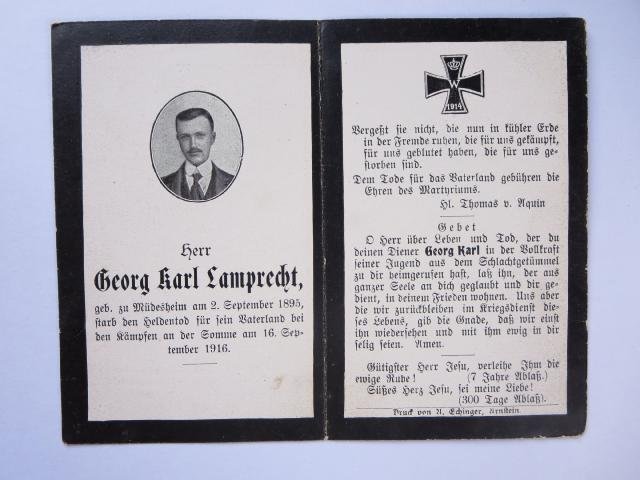 Herr
Georg Karl Lamprecht,
geb. zu Müdesheim am 2. September 1895,
starb den Heldentod für sein Vaterland bei
den Kämpfen an der Somme am 16. Sep-
tember 1916.
W
1914
Vergeßt sie nicht, die nun in kühler Erde
in der Fremde ruhen, die für uns gekämpft,
für uns geblutet haben, die für uns ge-
storben sind.
Dem Tode für das Vaterland gebühren die
Ehren des Martyriums.
Hl. Thomas v. Aquin
Gebet
O Herr über Leben und Tod, der du
deinen Diener Georg Karl in der Vollkraft
seiner Jugend aus dem Schlachtgetümmel
zu dir heimgerufen hast, laß ihn, der aus
ganzer Seele an dich geglaubt und dir ge-
dient, in deinem Frieden wohnen. Uns aber
die wir zurückbleiben im Kriegsdienst die-
ses Lebens, gib die Gnade, daß wir einst
ihn wiedersehen und mit ihm ewig in dir
selig seien. Amen.
Gütigster Herr Jesu, verleihe Ihm die
ewige Ruhe! (7 Jahre Ablaß.)
Süßes Herz Jesu, sei meine Liebe!
(300 Tage Ablaß).
Druck von A. Echinger, Arnstein.